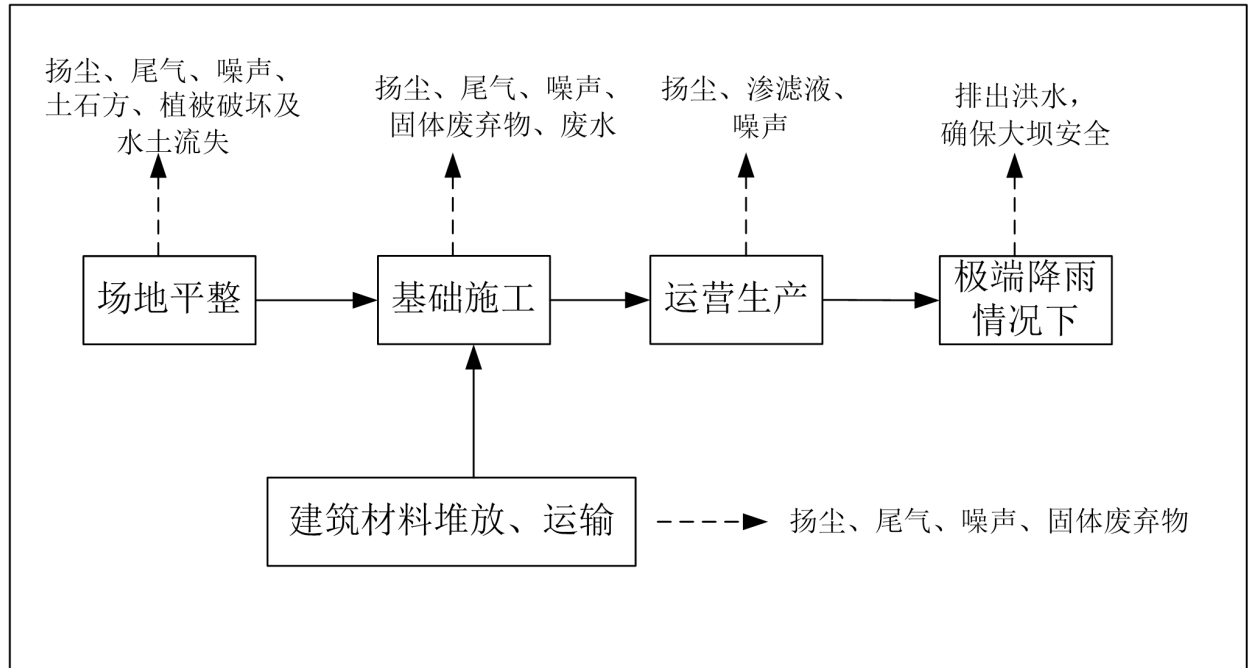 扬尘、尾气、噪声、
土石方、植被破坏及
水土流失
扬尘、尾气、噪声、
固体废弃物、废水
扬尘、渗滤液、
噪声
排出洪水，
确保大坝安全
场地平整
基础施工
运营生产
极端降雨
情况下
建筑材料堆放、运输
扬尘、尾气、噪声、固体废弃物